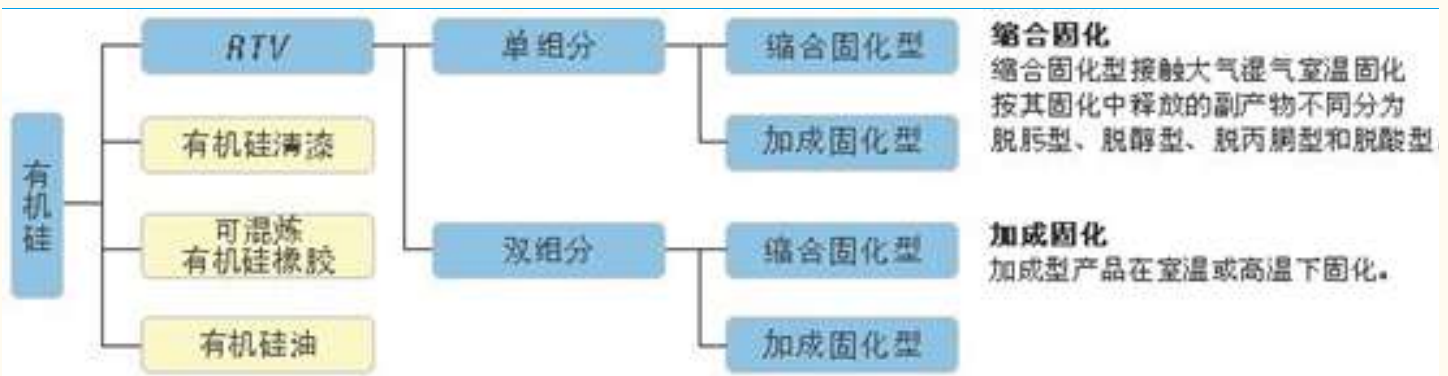 RTV
单组分
缩合固化型
缩合固化
缩合固化型接触大气湿气室温固化
按其固化中释放的副产物不同分为
脱肟型、脱醇型、脱丙酮型和脱酸型
加成固化型
有机硅清漆
有机硅
可混炼
有机硅橡胶
双组分
缩合固化型
加成固化
加成型产品在室温或高温下固化。
有机硅油
加成固化型